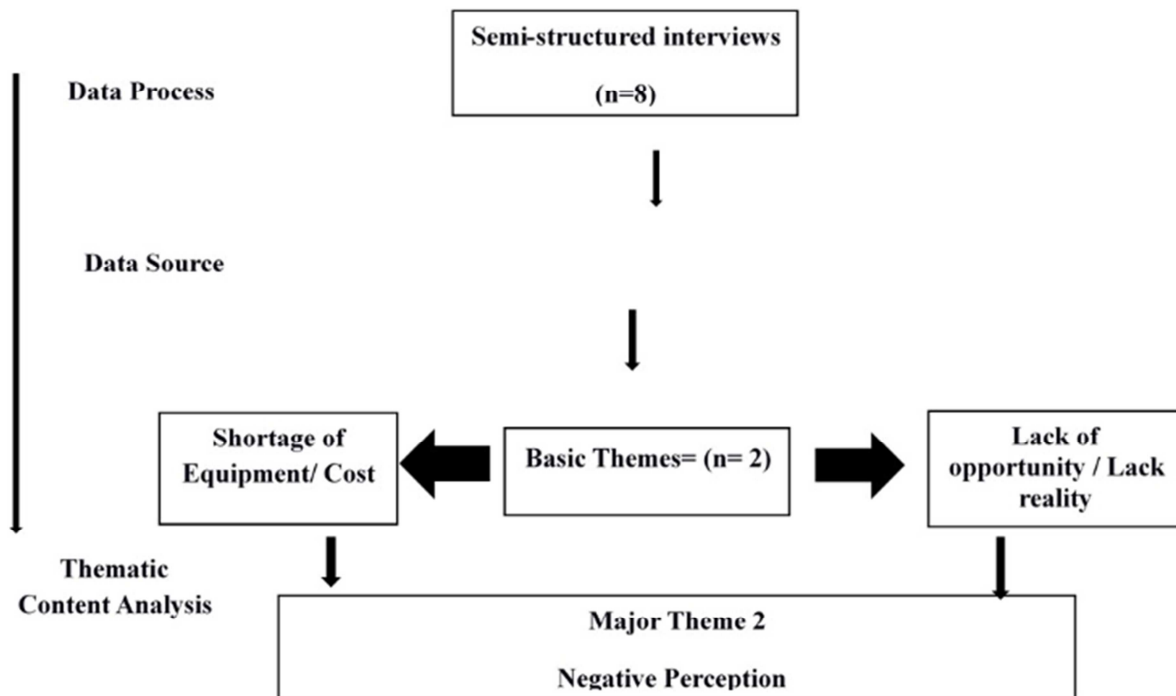 Semi-structured interviews
(n=8)
Data Process
Data Source
Shortage of
Equipment/ Cost
Basic Themes= (n= 2)
Lack of
opportunity / Lack
reality
Thematic
Content Analysis
Major Theme 2
Negative Perception